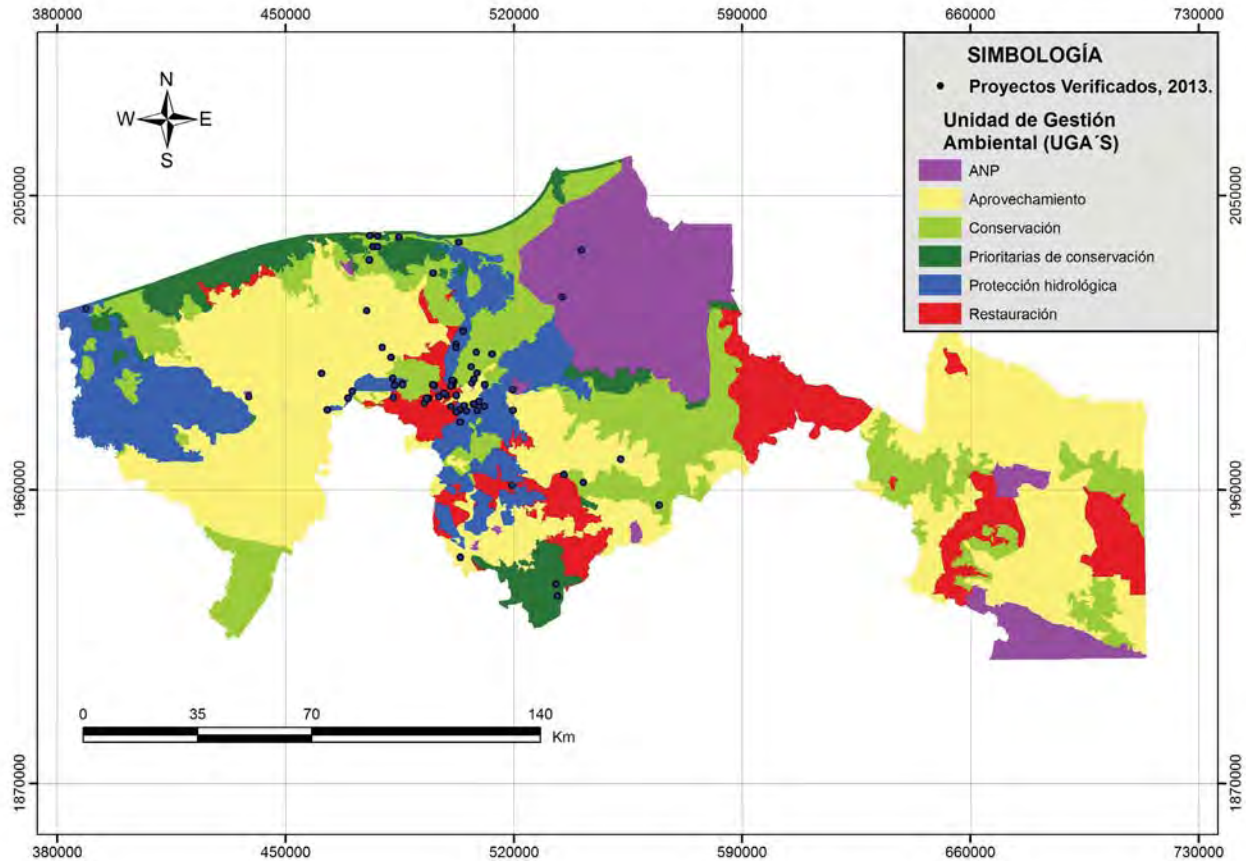 380000 450000 520000 590000 660000 730000
SIMBOLOGÍA
Proyectos Verificados, 2013.
Unidad de Gestión
Ambiental (UGA´S)
ANP
Aprovechamiento
Conservación
Prioritarias de conservación
Protección hidrológica
Restauración
N
W E
S
2050000 2050000
1960000 1960000
0 35 70 140
Km
1870000 1870000
380000 450000 520000 590000 660000 730000